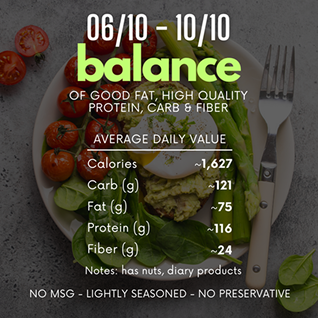 06/10 - 10/10
balance
OF GOOD FAT, HIGH QUALITY
PROTEIN, CARB & FIBER
AVERAGE DAILY VALUE
Calories ~1,627
Carb (g) ~121
Fat (g) ~75
Protein (g) ~116
Fiber (g) ~24
Notes: has nuts, diary products
NO MSG - LIGHTLY SEASONED - NO PRESERVATIVE